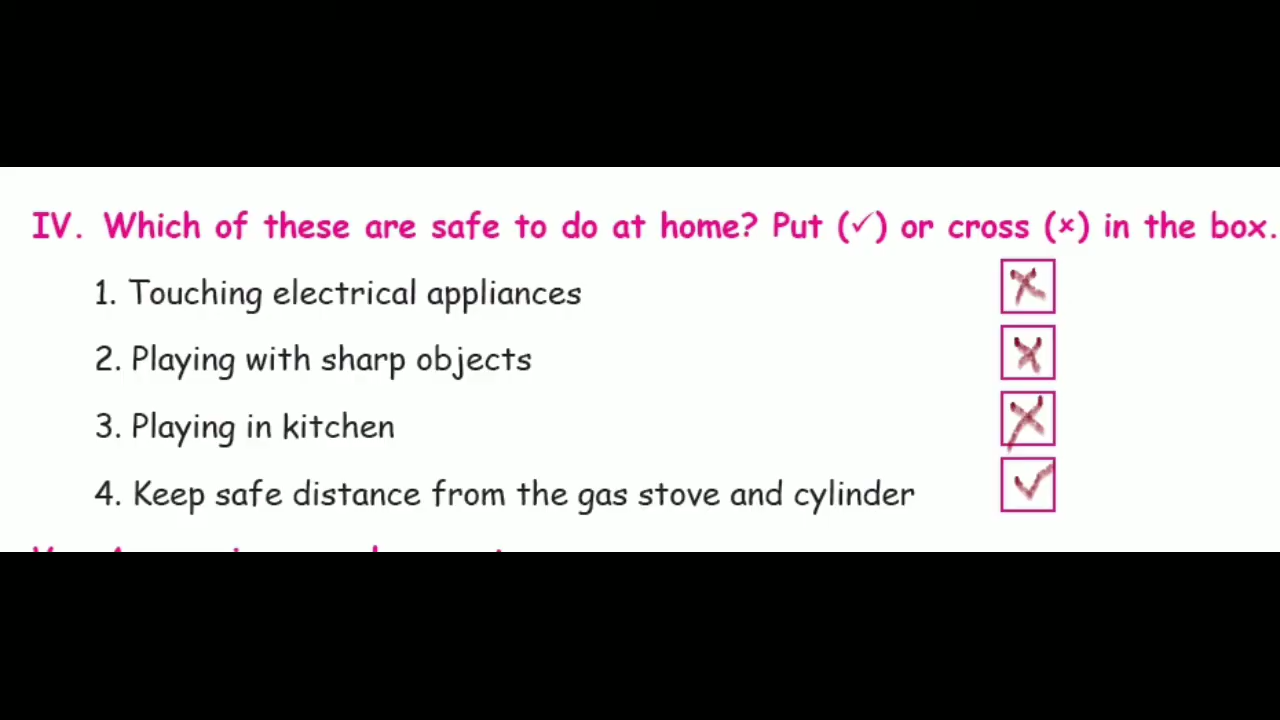 IV. Which of these are safe to do at home? Put (✓) or cross (×) in the box.
1. Touching electrical appliances ×
2. Playing with sharp objects ×
3. Playing in kitchen ×
4. Keep safe distance from the gas stove and cylinder ✓